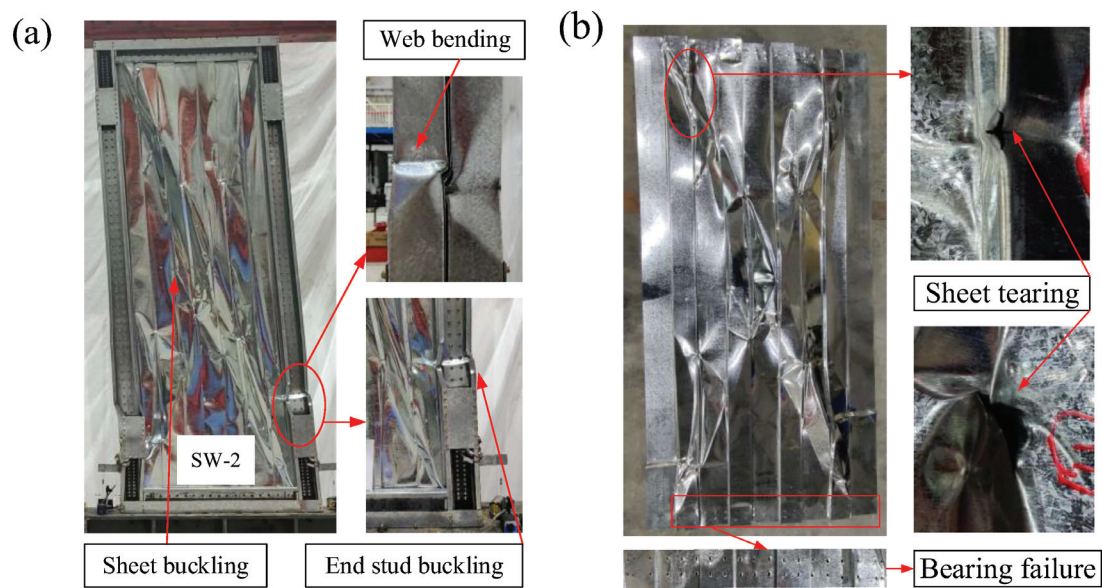 (a)
Web bending
SW-2
Sheet buckling
End stud buckling
(b)
Sheet tearing
Bearing failure